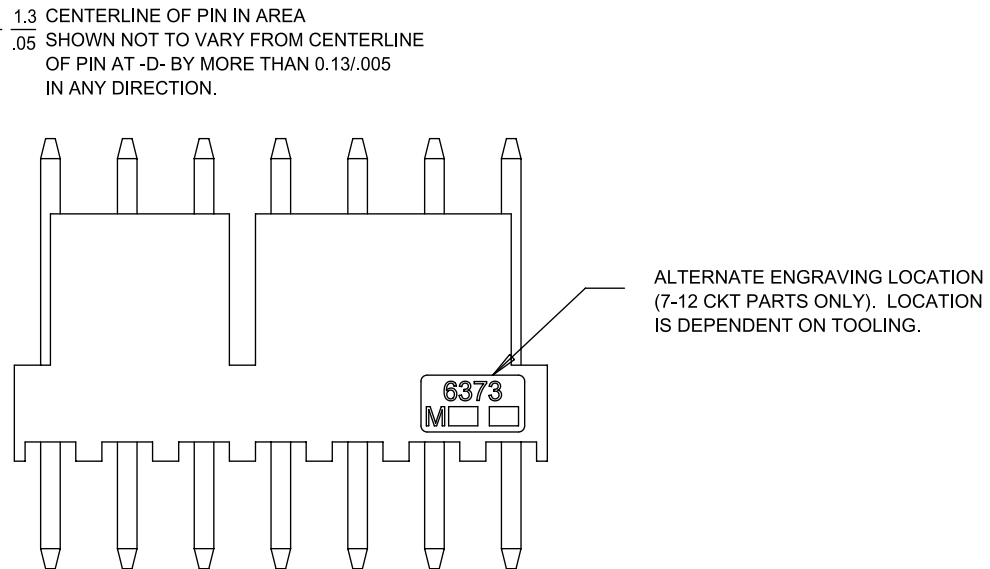 1.3 CENTERLINE OF PIN IN AREA
.05 SHOWN NOT TO VARY FROM CENTERLINE
OF PIN AT -D- BY MORE THAN 0.13/.005
IN ANY DIRECTION.
ALTERNATE ENGRAVING LOCATION
(7-12 CKT PARTS ONLY). LOCATION
IS DEPENDENT ON TOOLING.
6373
M